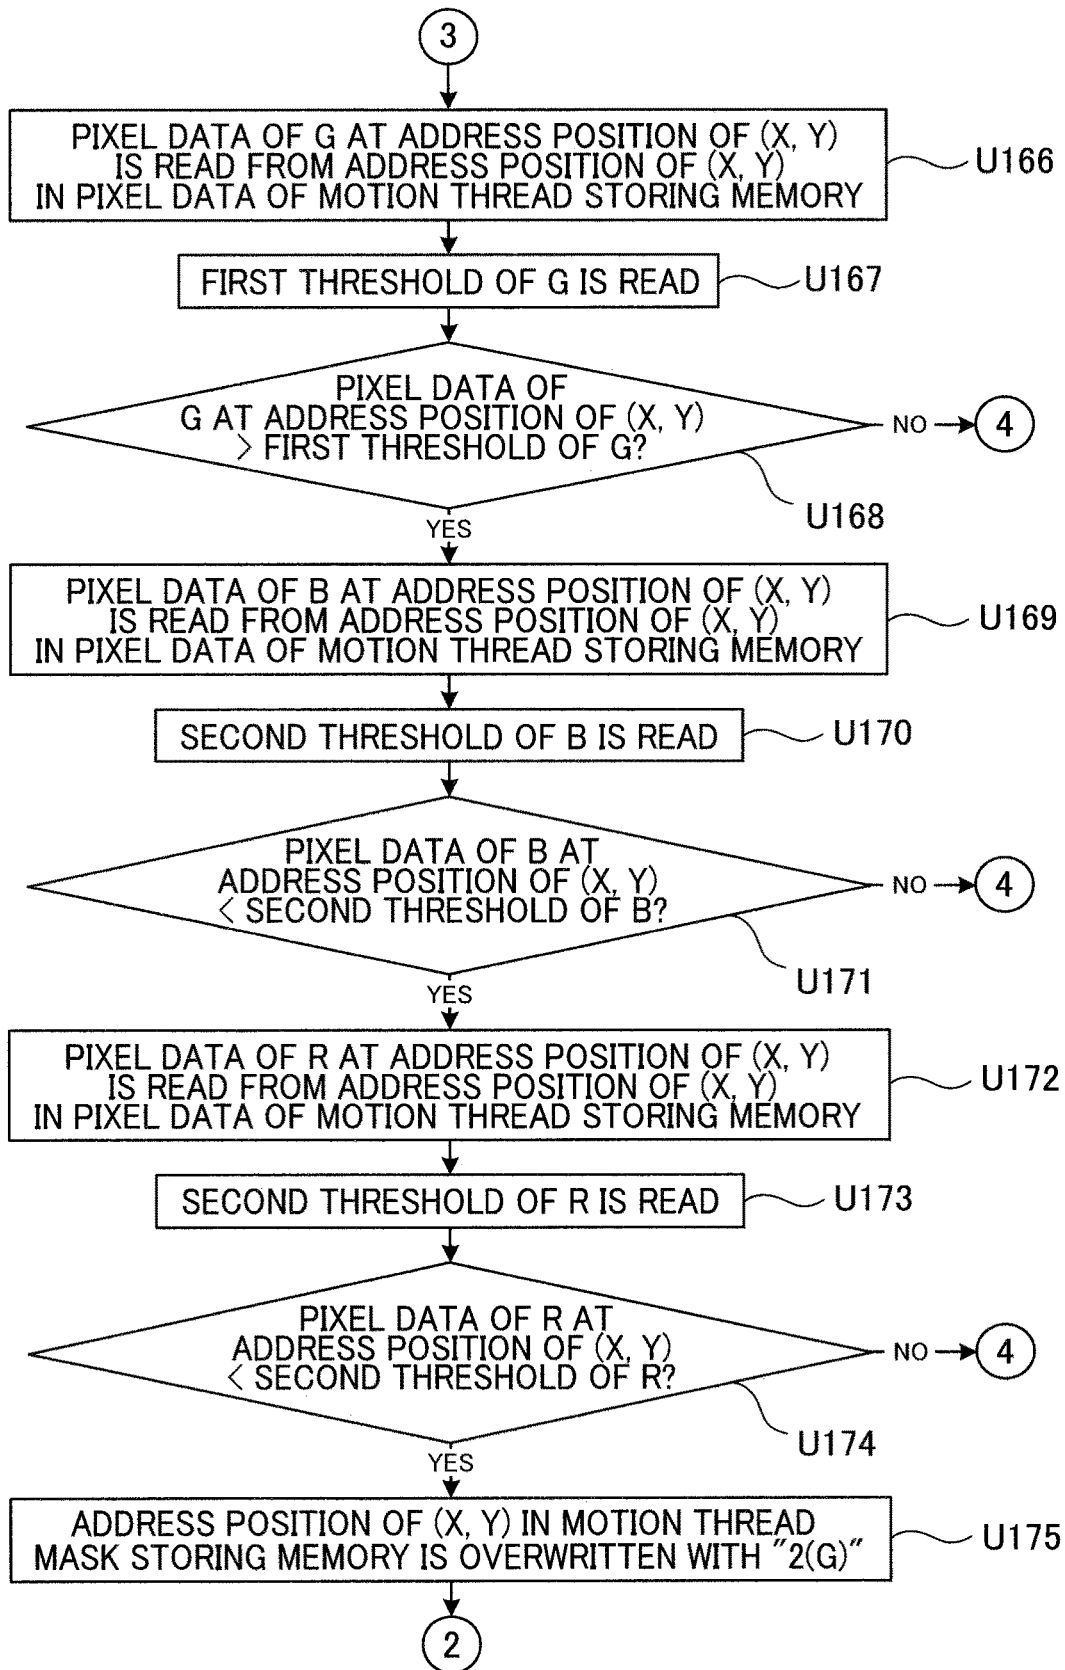 3
PIXEL DATA OF G AT ADDRESS POSITION OF (X, Y)
IS READ FROM ADDRESS POSITION OF (X, Y)
IN PIXEL DATA OF MOTION THREAD STORING MEMORY
U166
FIRST THRESHOLD OF G IS READ
U167
PIXEL DATA OF
G AT ADDRESS POSITION OF (X, Y)
> FIRST THRESHOLD OF G?
NO
4
U168
YES
PIXEL DATA OF B AT ADDRESS POSITION OF (X, Y)
IS READ FROM ADDRESS POSITION OF (X, Y)
IN PIXEL DATA OF MOTION THREAD STORING MEMORY
U169
SECOND THRESHOLD OF B IS READ
U170
PIXEL DATA OF B AT
ADDRESS POSITION OF (X, Y)
< SECOND THRESHOLD OF B?
NO
4
U171
YES
PIXEL DATA OF R AT ADDRESS POSITION OF (X, Y)
IS READ FROM ADDRESS POSITION OF (X, Y)
IN PIXEL DATA OF MOTION THREAD STORING MEMORY
U172
SECOND THRESHOLD OF R IS READ
U173
PIXEL DATA OF R AT
ADDRESS POSITION OF (X, Y)
< SECOND THRESHOLD OF R?
NO
4
U174
YES
ADDRESS POSITION OF (X, Y) IN MOTION THREAD
MASK STORING MEMORY IS OVERWRITTEN WITH "2(G)"
U175
2